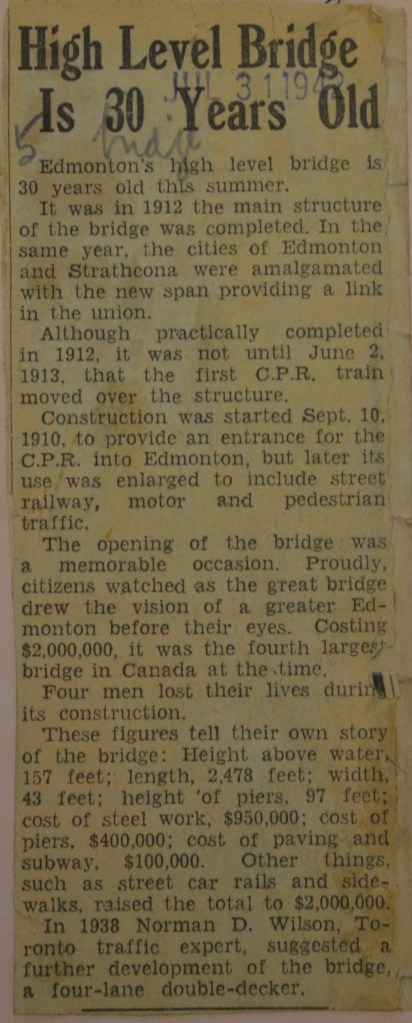 High Level Bridge
JUL 31 1942
Is 30 Years Old
5 bridge
Edmonton's high level bridge is
30 years old this summer.
It was in 1912 the main structure
of the bridge was completed. In the
same year, the cities of Edmonton
and Strathcona were amalgamated
with the new span providing a link
in the union.
Although practically completed
in 1912, it was not until June 2,
1913, that the first C.P.R. train
moved over the structure.
Construction was started Sept. 10,
1910, to provide an entrance for the
C.P.R. into Edmonton, but later its
use was enlarged to include street
railway, motor and pedestrian
traffic.
The opening of the bridge was
a memorable occasion. Proudly,
citizens watched as the great bridge
drew the vision of a greater Ed-
monton before their eyes. Costing
$2,000,000, it was the fourth largest
bridge in Canada at the time.
Four men lost their lives during
its construction.
These figures tell their own story
of the bridge: Height above water,
157 feet; length, 2,478 feet; width,
43 feet; height of piers, 97 feet;
cost of steel work, $950,000; cost of
piers, $400,000; cost of paving and
subway, $100,000. Other things,
such as street car rails and side-
walks, raised the total to $2,000,000.
In 1938 Norman D. Wilson, To-
ronto traffic expert, suggested a
further development of the bridge,
a four-lane double-decker.